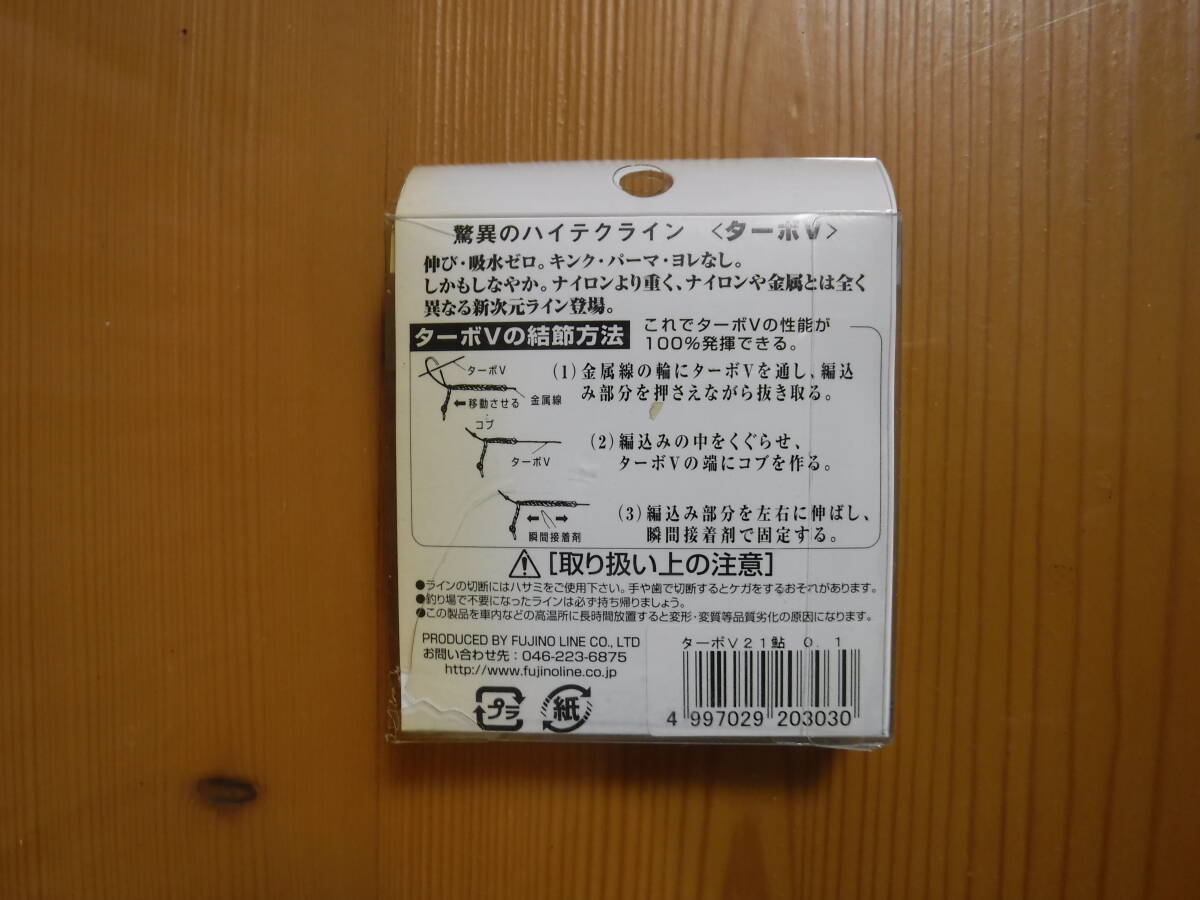 驚異のハイテクライン 〈ターボV〉
伸び・吸水ゼロ。キンク・パーマ・ヨレなし。
しかもしなやか。ナイロンより重く、ナイロンや金属とは全く
異なる新次元ライン登場。
ターボVの結節方法
これでターボVの性能が
100%発揮できる。
ターボV
移動させる
金属線
(1) 金属線の輪にターボVを通し、編込
み部分を押さえながら抜き取る。
コブ
ターボV
(2) 編込みの中をくぐらせ、
ターボVの端にコブを作る。
瞬間接着剤
(3) 編込み部分を左右に伸ばし、
瞬間接着剤で固定する。
[取り扱い上の注意]
●ラインの切断にはハサミをご使用下さい。手や歯で切断するとケガをするおそれがあります。
●釣り場で不要になったラインは必ず持ち帰りましょう。
●この製品を車内などの高温所に長時間放置すると変形・変質等品質劣化の原因になります。
PRODUCED BY FUJINO LINE CO., LTD
お問い合わせ先：046-223-6875
http://www.fujinoline.co.jp
プラ
紙
ターボV21鮎 0.1
4 997029 203030